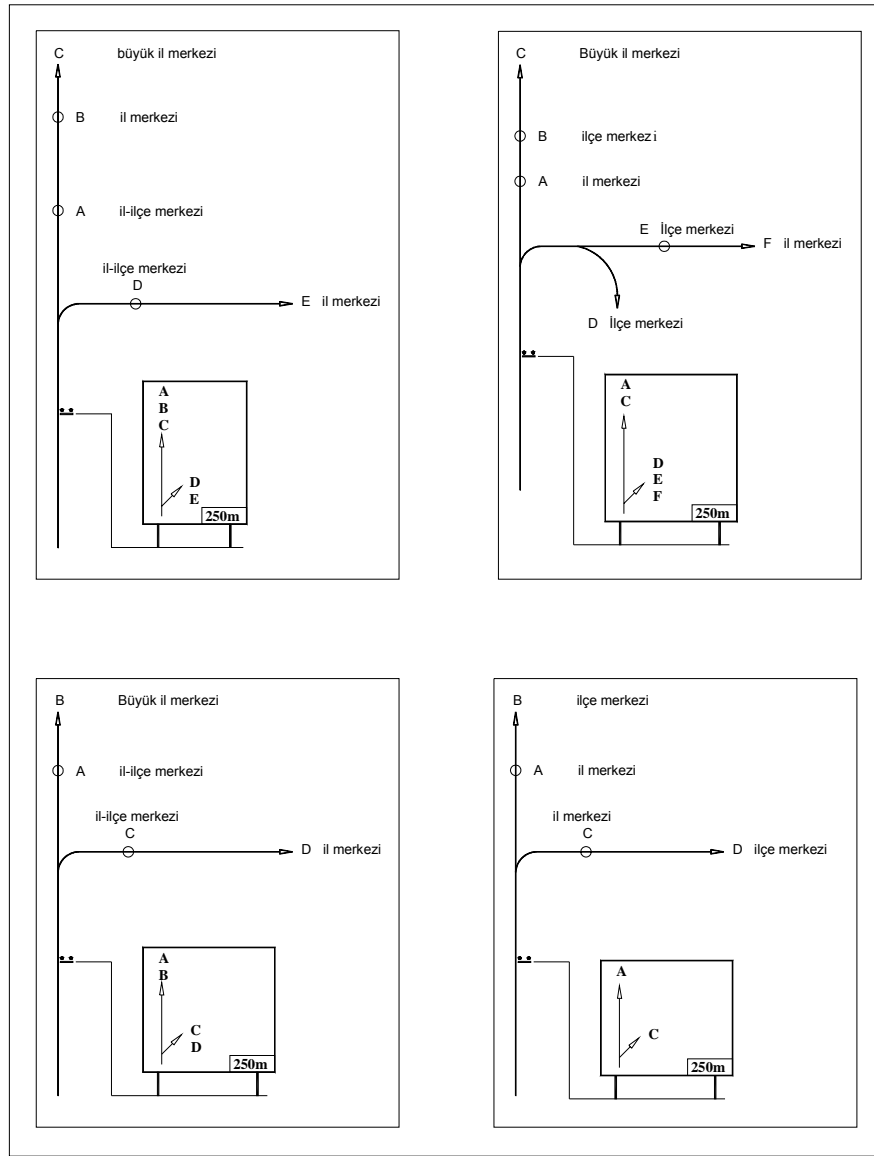 C büyük il merkezi
B il merkezi
A il-ilçe merkezi
il-ilçe merkezi
D
E il merkezi
A
B
C
D
E
250m
C Büyük il merkezi
B ilçe merkezi
A il merkezi
E İlçe merkezi
F il merkezi
D İlçe merkezi
A
C
D
E
F
250m
B Büyük il merkezi
A il-ilçe merkezi
il-ilçe merkezi
C
D il merkezi
A
B
C
D
250m
B ilçe merkezi
A il merkezi
il merkezi
C
D ilçe merkezi
A
C
250m